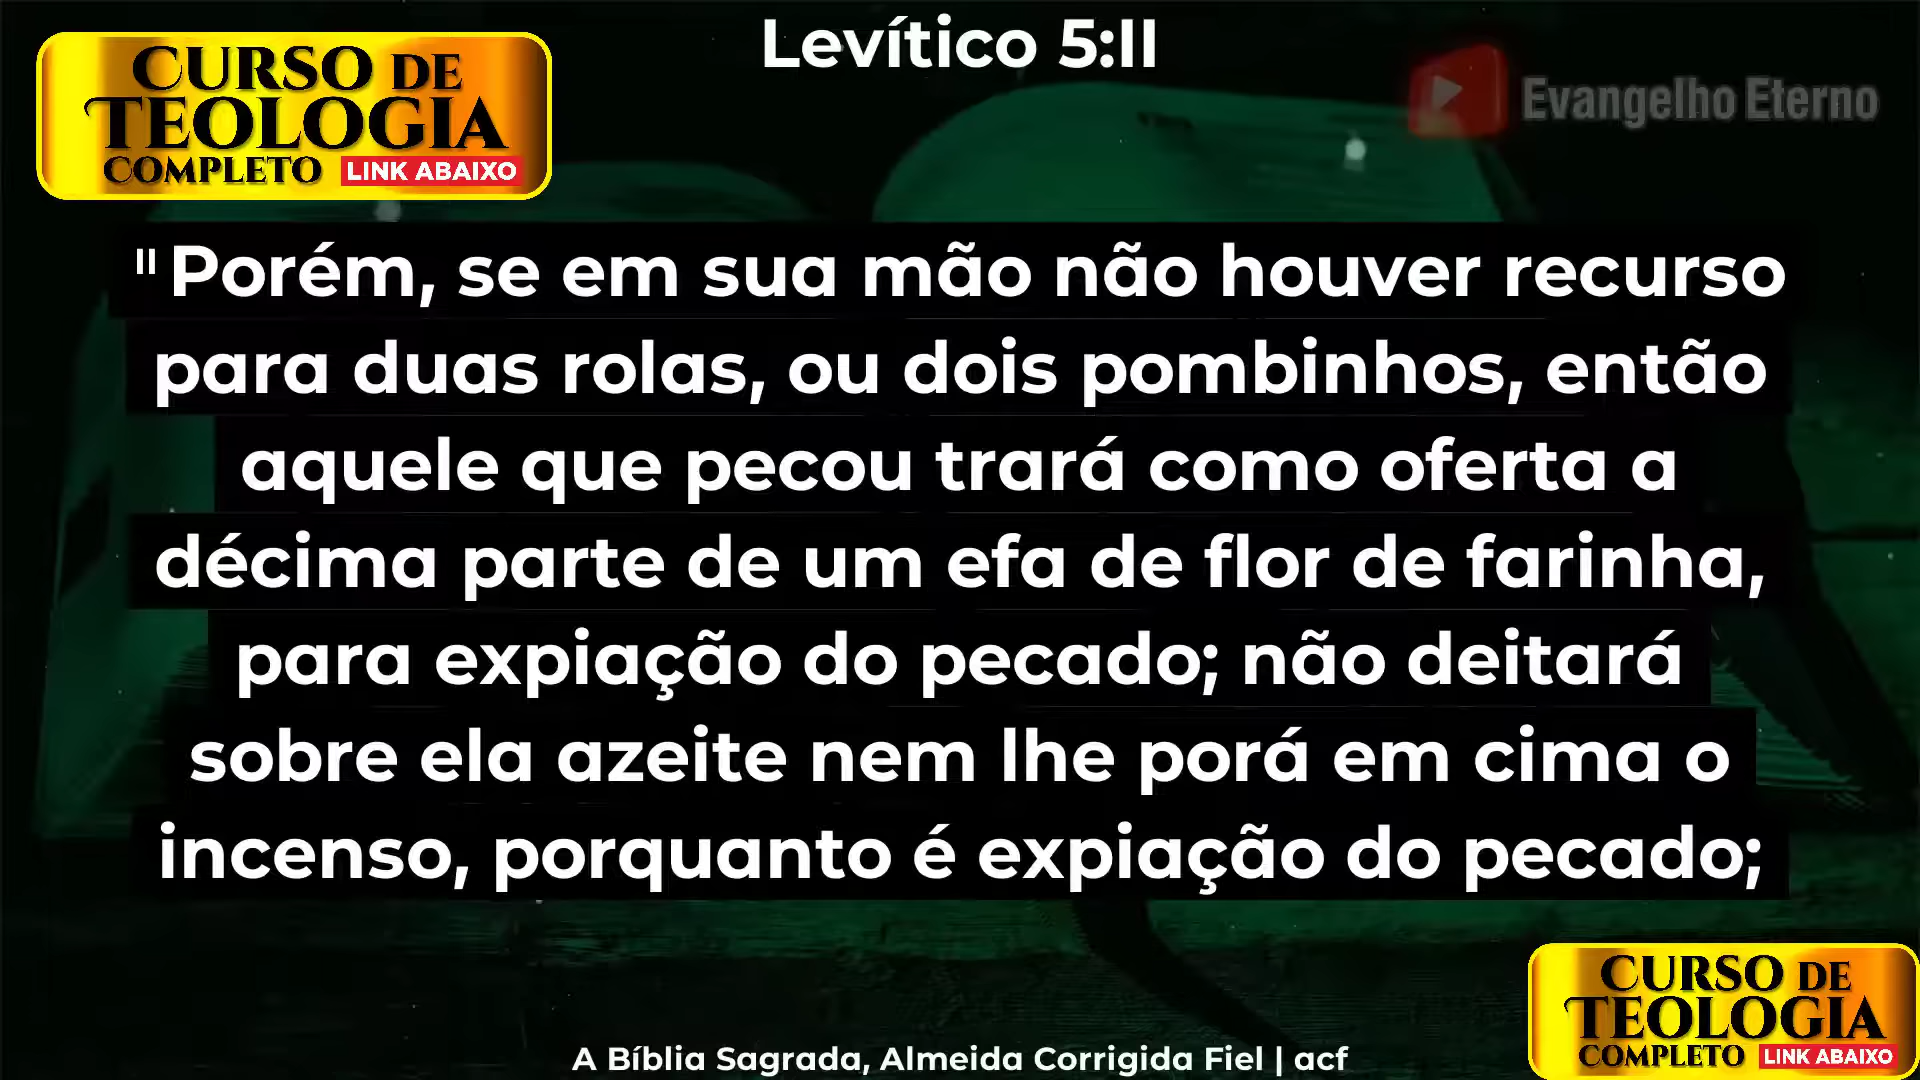 Levítico 5:11
CURSO DE
TEOLOGIA
COMPLETO LINK ABAIXO
Evangelho Eterno
" Porém, se em sua mão não houver recurso
para duas rolas, ou dois pombinhos, então
aquele que pecou trará como oferta a
décima parte de um efa de flor de farinha,
para expiação do pecado; não deitará
sobre ela azeite nem lhe porá em cima o
incenso, porquanto é expiação do pecado;
CURSO DE
TEOLOGIA
COMPLETO LINK ABAIXO
A Bíblia Sagrada, Almeida Corrigida Fiel | acf